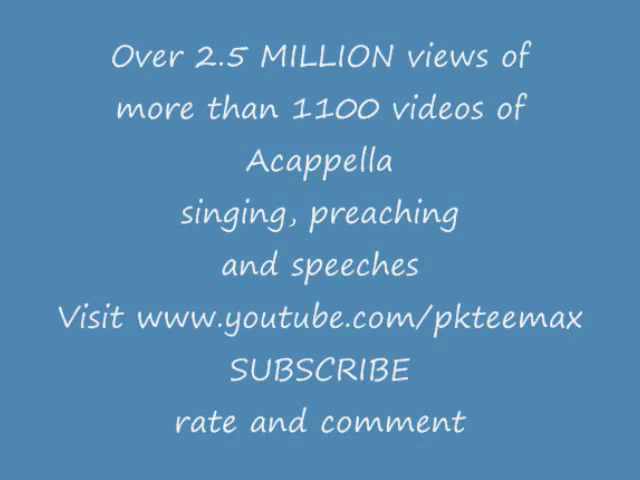 Over 2.5 MILLION views of
more than 1100 videos of
Acappella
singing, preaching
and speeches
Visit www.youtube.com/pkteemax
SUBSCRIBE
rate and comment